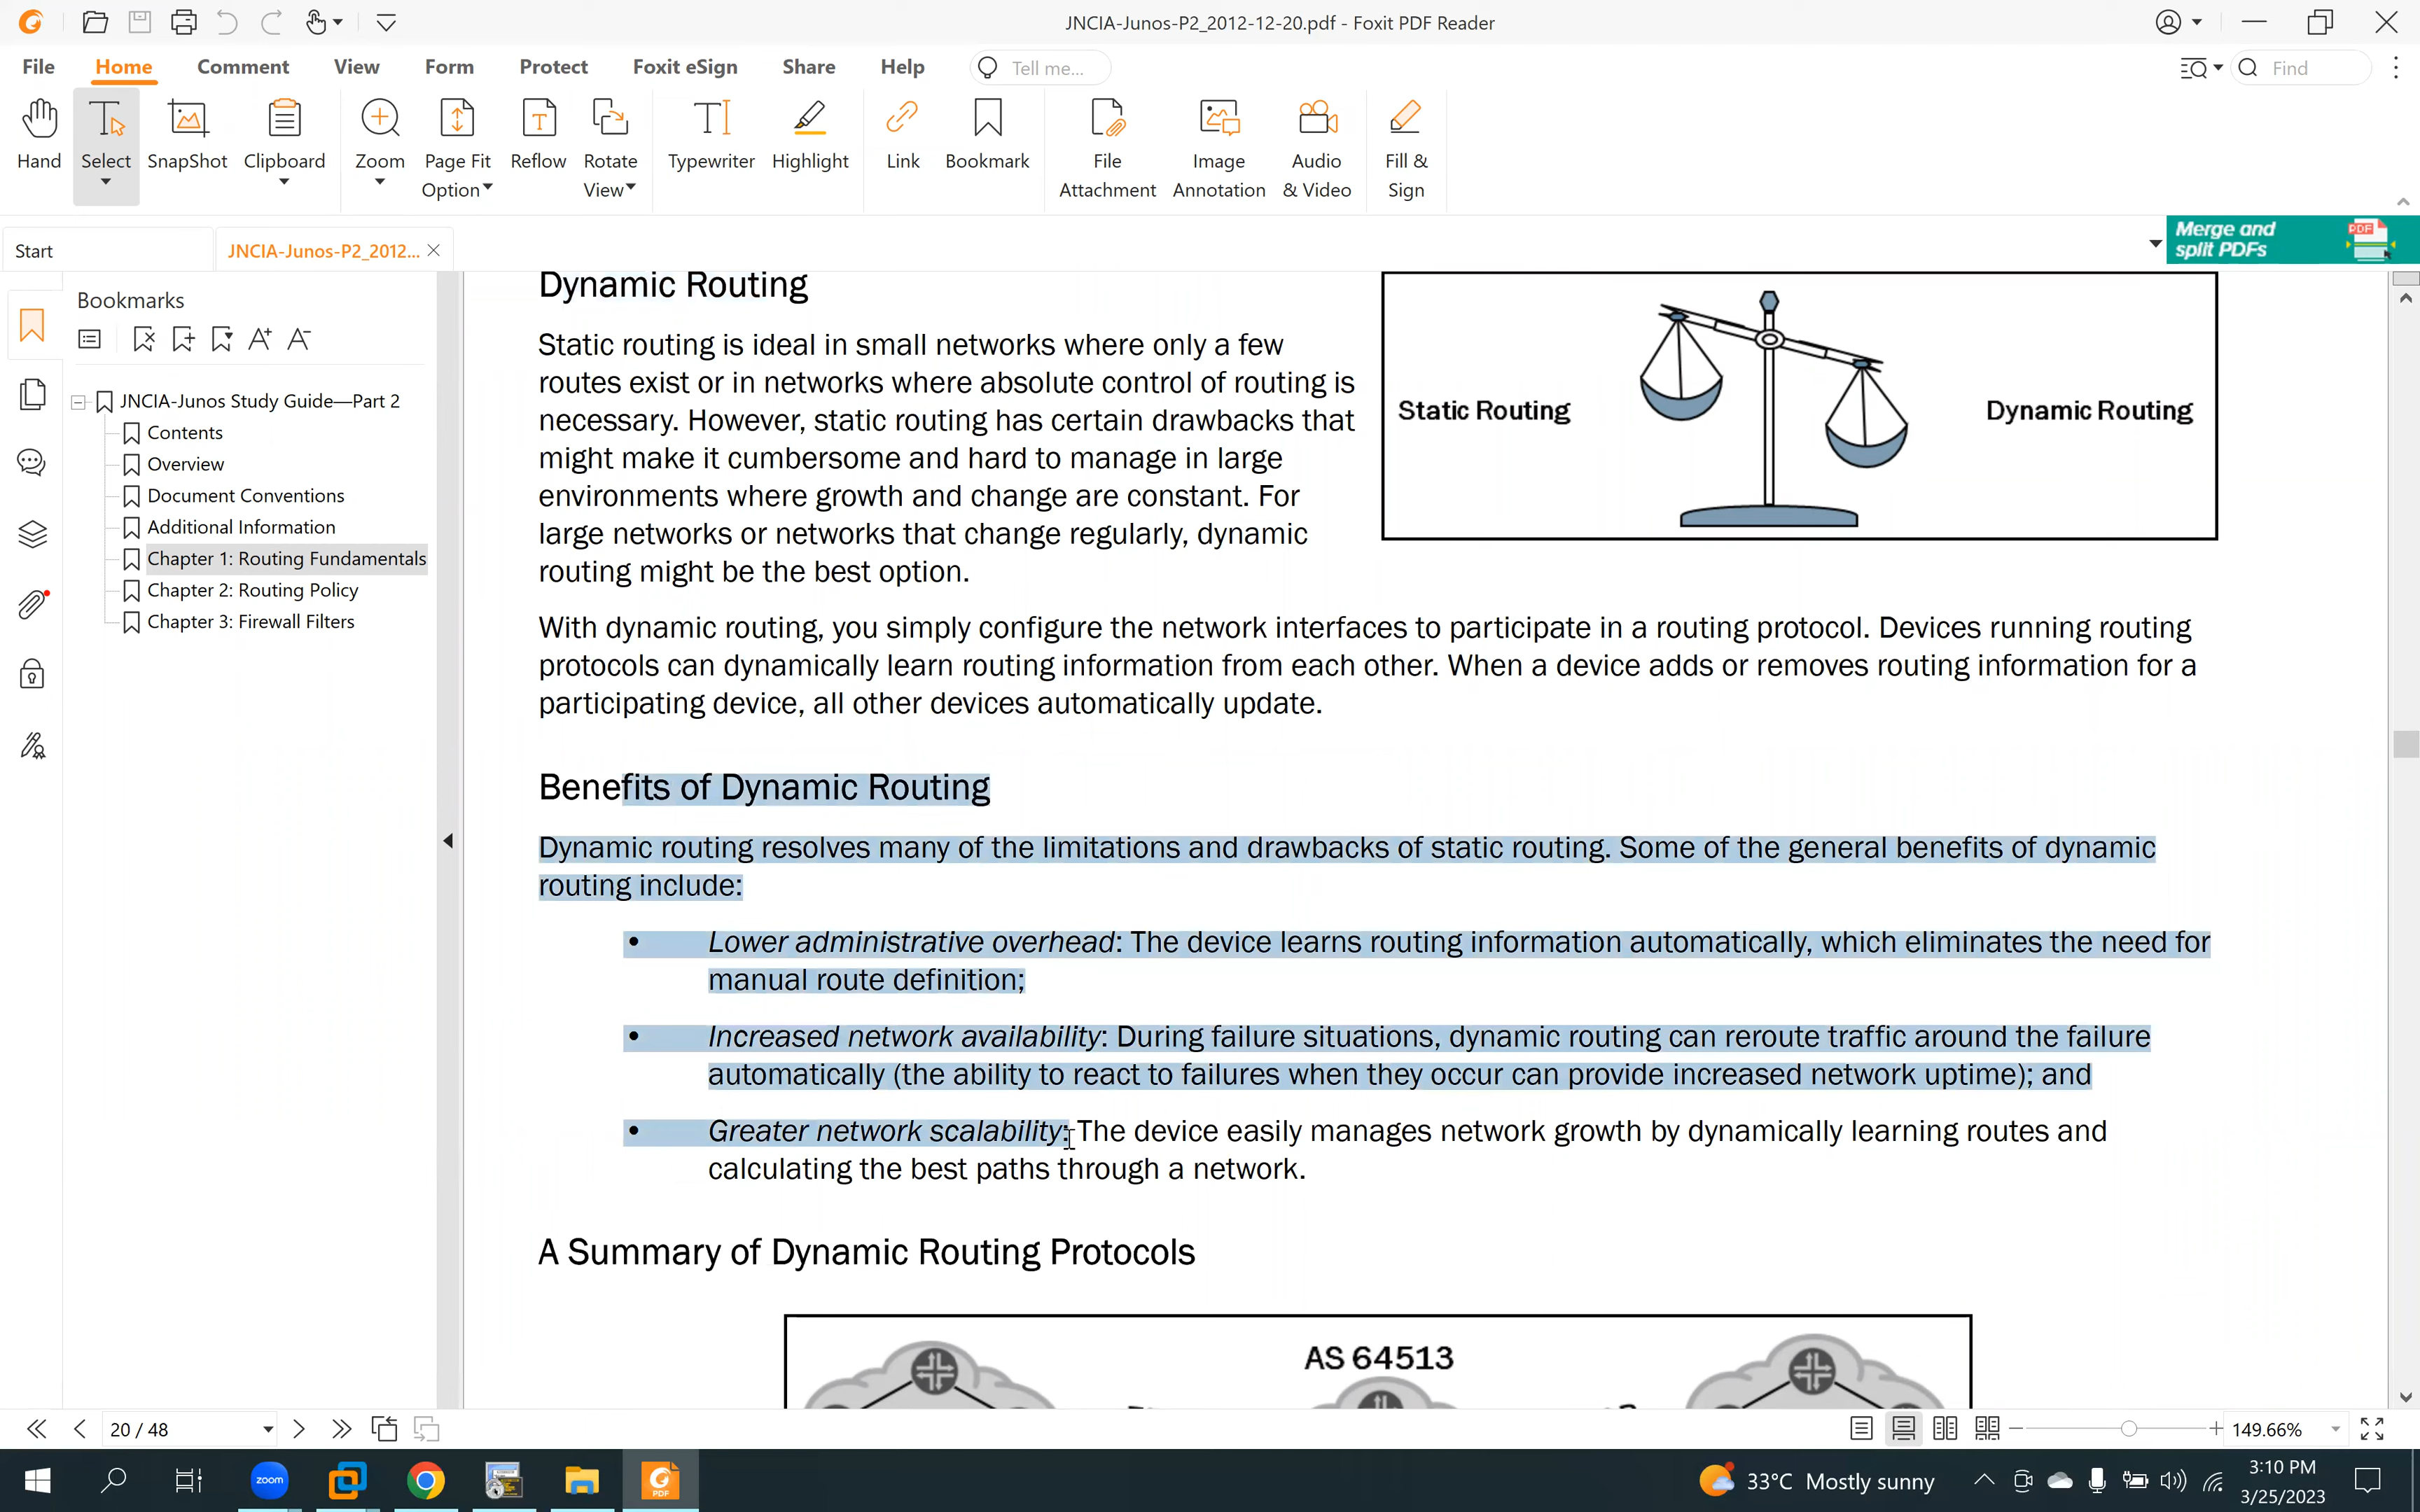 JNCIA-Junos-P2_2012-12-20.pdf - Foxit PDF Reader
File Home Comment View Form Protect Foxit eSign Share Help Tell me... Find
Hand Select SnapShot Clipboard Zoom Page Fit Option Reflow Rotate View Typewriter Highlight Link Bookmark File Attachment Image Annotation Audio & Video Fill & Sign
Start JNCIA-Junos-P2_2012...
Merge and
split PDFs
PDF
Bookmarks
JNCIA-Junos Study Guide—Part 2
Contents
Overview
Document Conventions
Additional Information
Chapter 1: Routing Fundamentals
Chapter 2: Routing Policy
Chapter 3: Firewall Filters
Dynamic Routing
Static routing is ideal in small networks where only a few
routes exist or in networks where absolute control of routing is
necessary. However, static routing has certain drawbacks that
might make it cumbersome and hard to manage in large
environments where growth and change are constant. For
large networks or networks that change regularly, dynamic
routing might be the best option.
Static Routing
Dynamic Routing
With dynamic routing, you simply configure the network interfaces to participate in a routing protocol. Devices running routing
protocols can dynamically learn routing information from each other. When a device adds or removes routing information for a
participating device, all other devices automatically update.
Benefits of Dynamic Routing
Dynamic routing resolves many of the limitations and drawbacks of static routing. Some of the general benefits of dynamic
routing include:
• Lower administrative overhead: The device learns routing information automatically, which eliminates the need for
manual route definition;
• Increased network availability: During failure situations, dynamic routing can reroute traffic around the failure
automatically (the ability to react to failures when they occur can provide increased network uptime); and
• Greater network scalability: The device easily manages network growth by dynamically learning routes and
calculating the best paths through a network.
A Summary of Dynamic Routing Protocols
AS 64513
20 / 48
149.66%
zoom
PDF
33°C Mostly sunny
3:10 PM
3/25/2023